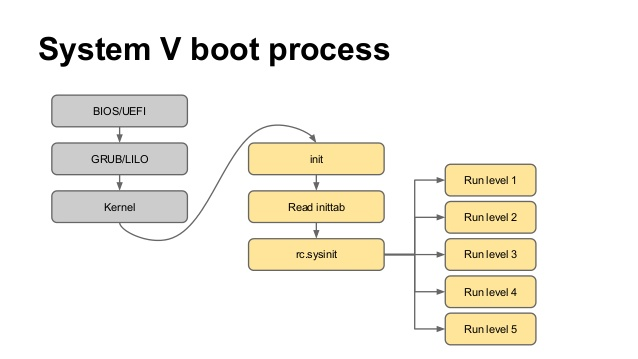 System V boot process
BIOS/UEFI
GRUB/LILO
Kernel
init
Read inittab
rc.sysinit
Run level 1
Run level 2
Run level 3
Run level 4
Run level 5